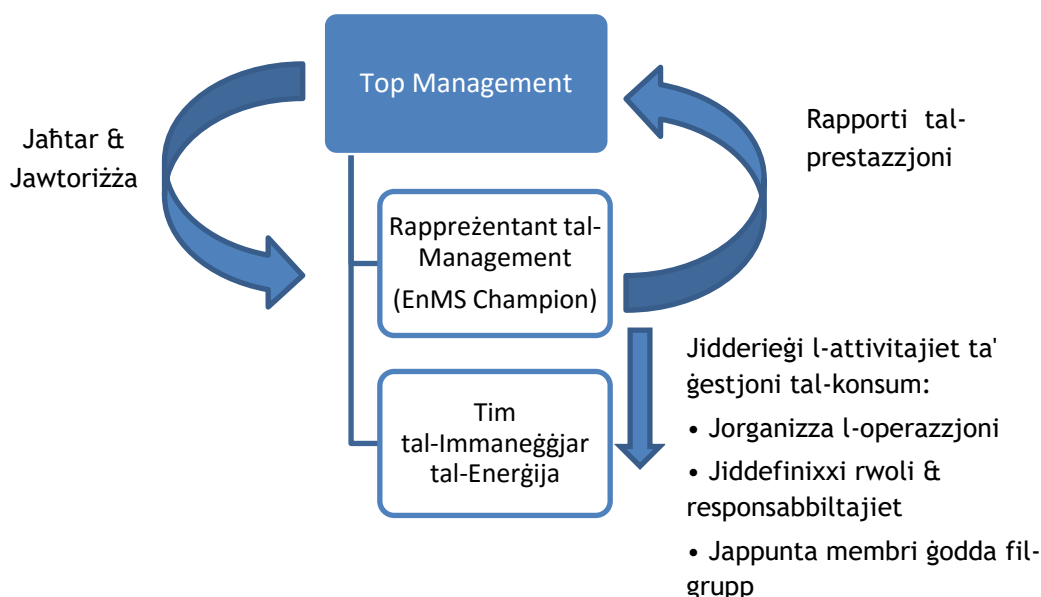 Top Management
Jaħtar &
Jawtoriżża
Rapporti tal-
prestazzjoni
Rappreżentant tal-
Management
(EnMS Champion)
Jidderieġi l-attivitajiet ta'
ġestjoni tal-konsum:
• Jorganizza l-operazzjoni
• Jiddefinixxi rwoli &
responsabbiltajiet
• Jappunta membri ġodda fil-
grupp
Tim
tal-Immaneġġjar
tal-Enerġija